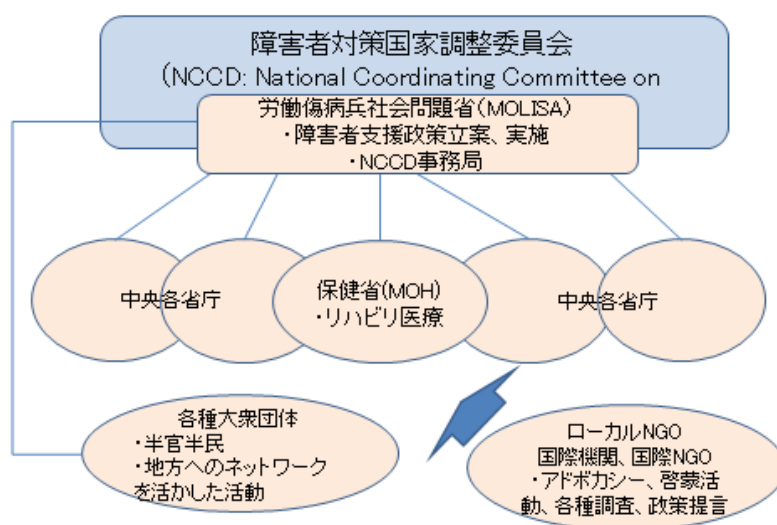 障害者対策国家調整委員会
(NCCD: National Coordinating Committee on
労働傷病兵社会問題省(MOLISA)
・障害者支援政策立案、実施
・NCCD事務局
中央各省庁
保健省(MOH)
・リハビリ医療
中央各省庁
各種大衆団体
・半官半民
・地方へのネットワーク
を活かした活動
ローカルNGO
国際機関、国際NGO
・アドボカシー、啓蒙活
動、各種調査、政策提言